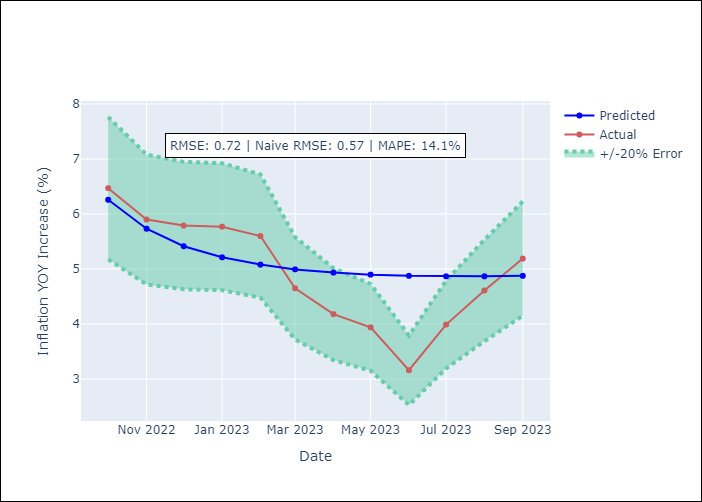 RMSE: 0.72 | Naive RMSE: 0.57 | MAPE: 14.1%
Predicted
Actual
+/-20% Error
Inflation YOY Increase (%)
8
7
6
5
4
3
Nov 2022
Jan 2023
Mar 2023
May 2023
Jul 2023
Sep 2023
Date